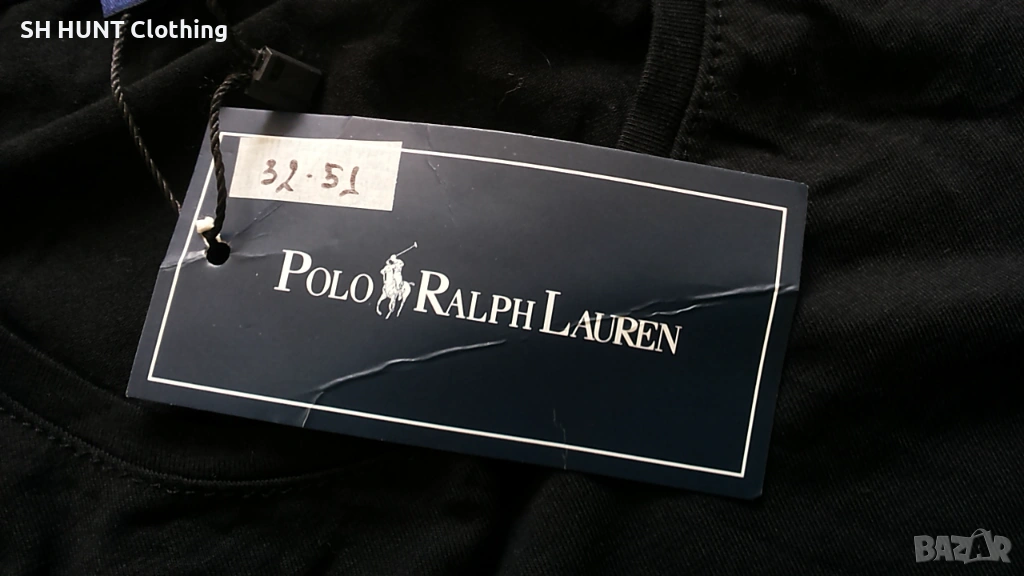 SH HUNT Clothing
32-51
POLO RALPH LAUREN
BAZAR